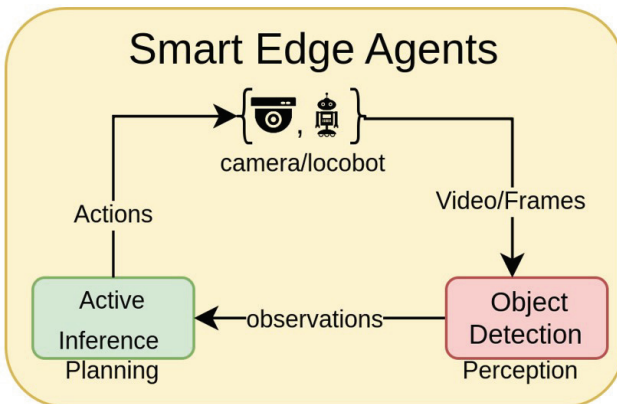 Smart Edge Agents
{ , }
camera/locobot
Actions
Video/Frames
Active
Inference
Planning
observations
Object
Detection
Perception